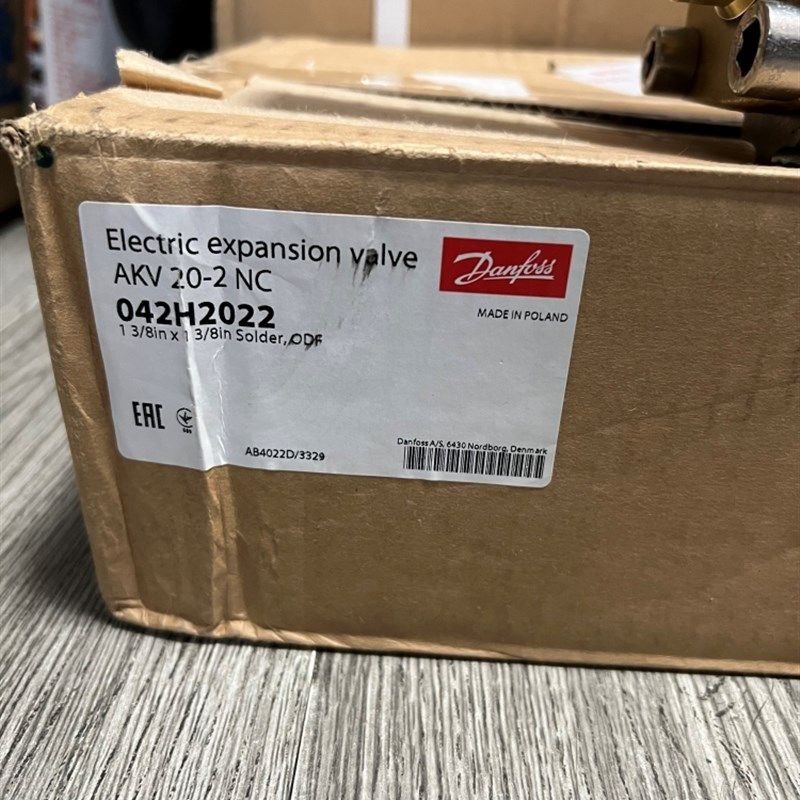 Electric expansion valve
AKV 20-2 NC
042H2022
1 3/8in x 1 3/8in Solder, ODF
Danfoss
MADE IN POLAND
EAC
AB4022D/3329
Danfoss A/S, 6430 Nordborg, Denmark